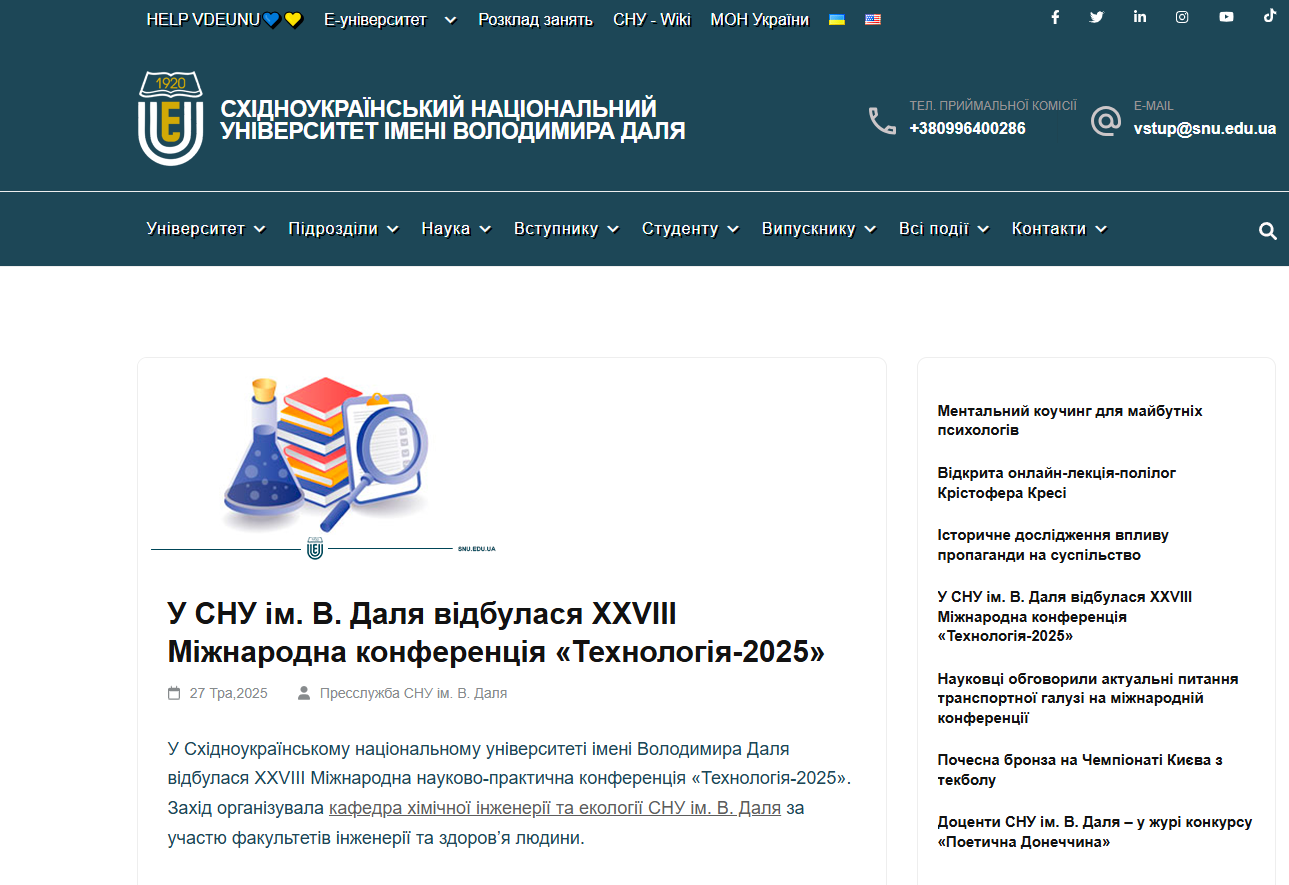 HELP VDEUNU💙💛 Е-університет Розклад занять СНУ - Wiki МОН України
1920
СХІДНОУКРАЇНСЬКИЙ НАЦІОНАЛЬНИЙ
УНІВЕРСИТЕТ ІМЕНІ ВОЛОДИМИРА ДАЛЯ
ТЕЛ. ПРИЙМАЛЬНОЇ КОМІСІЇ
+380996400286
E-MAIL
vstup@snu.edu.ua
Університет Підрозділи Наука Вступнику Студенту Випускнику Всі події Контакти
SNU.EDU.UA
У СНУ ім. В. Даля відбулася XXVIII
Міжнародна конференція «Технологія-2025»
27 Тра,2025 Пресслужба СНУ ім. В. Даля
У Східноукраїнському національному університеті імені Володимира Даля
відбулася XXVIII Міжнародна науково-практична конференція «Технологія-2025».
Захід організувала кафедра хімічної інженерії та екології СНУ ім. В. Даля за
участю факультетів інженерії та здоров’я людини.
Ментальний коучинг для майбутніх
психологів
Відкрита онлайн-лекція-полілог
Крістофера Кресі
Історичне дослідження впливу
пропаганди на суспільство
У СНУ ім. В. Даля відбулася XXVIII
Міжнародна конференція
«Технологія-2025»
Науковці обговорили актуальні питання
транспортної галузі на міжнародній
конференції
Почесна бронза на Чемпіонаті Києва з
текболу
Доценти СНУ ім. В. Даля – у журі конкурсу
«Поетична Донеччина»